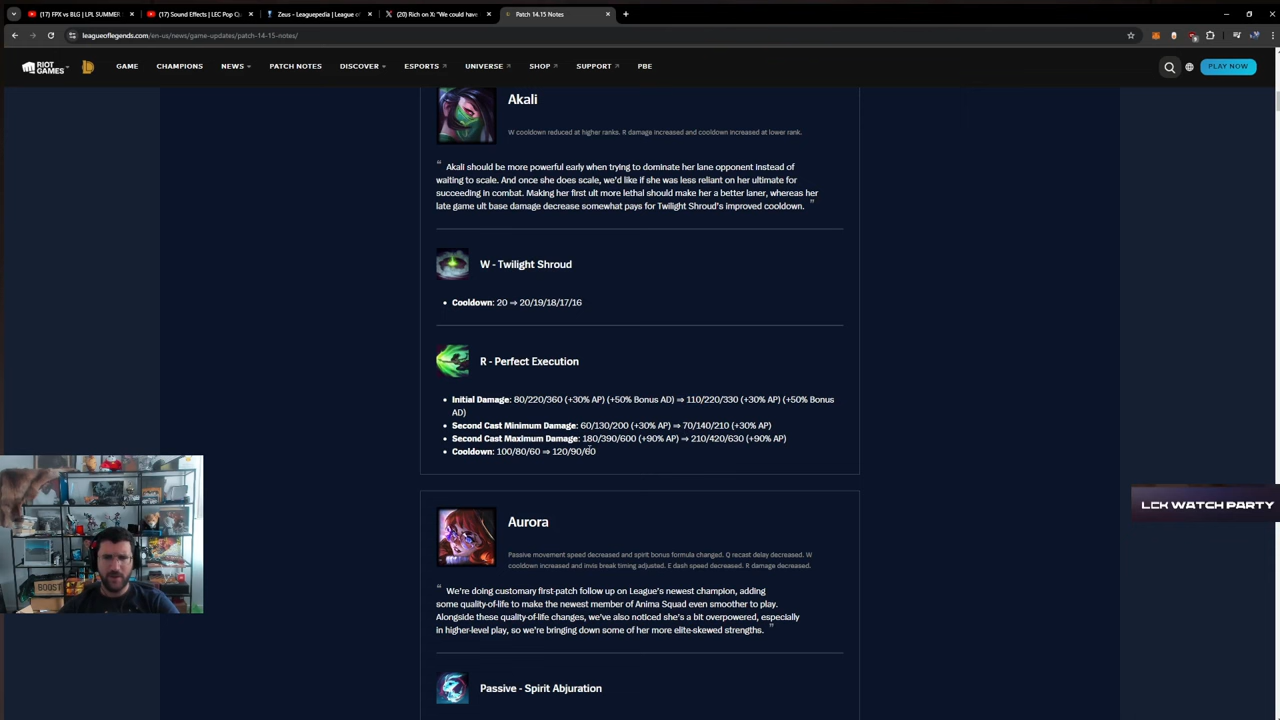 (17) FPX vs BLG | LPL SUMMER
(17) Sound Effects | LEC Pop C
Zeus - Leaguepedia | League o
(20) Rich on X: "We could have
Patch 14.15 Notes
leagueoflegends.com/en-us/news/game-updates/patch-14-15-notes/
RIOT GAMES
GAME
CHAMPIONS
NEWS
PATCH NOTES
DISCOVER
ESPORTS
UNIVERSE
SHOP
SUPPORT
PBE
PLAY NOW
Akali
W cooldown reduced at higher ranks. R damage increased and cooldown increased at lower rank.
“ Akali should be more powerful early when trying to dominate her lane opponent instead of
waiting to scale. And once she does scale, we'd like if she was less reliant on her ultimate for
succeeding in combat. Making her first ult more lethal should make her a better laner, whereas her
late game ult base damage decrease somewhat pays for Twilight Shroud's improved cooldown. ”
W - Twilight Shroud
• Cooldown: 20 ⇒ 20/19/18/17/16
R - Perfect Execution
• Initial Damage: 80/220/360 (+30% AP) (+50% Bonus AD) ⇒ 110/220/330 (+30% AP) (+50% Bonus
AD)
• Second Cast Minimum Damage: 60/130/200 (+30% AP) ⇒ 70/140/210 (+30% AP)
• Second Cast Maximum Damage: 180/390/600 (+90% AP) ⇒ 210/420/630 (+90% AP)
• Cooldown: 100/80/60 ⇒ 120/90/60
LCK WATCH PARTY
BOOST
Aurora
Passive movement speed decreased and spirit bonus formula changed. Q recast delay decreased. W
cooldown increased and invis break timing adjusted. E dash speed decreased. R damage decreased.
“ We're doing customary first-patch follow up on League's newest champion, adding
some quality-of-life to make the newest member of Anima Squad even smoother to play.
Alongside these quality-of-life changes, we've also noticed she's a bit overpowered, especially
in higher-level play, so we're bringing down some of her more elite-skewed strengths. ”
Passive - Spirit Abjuration